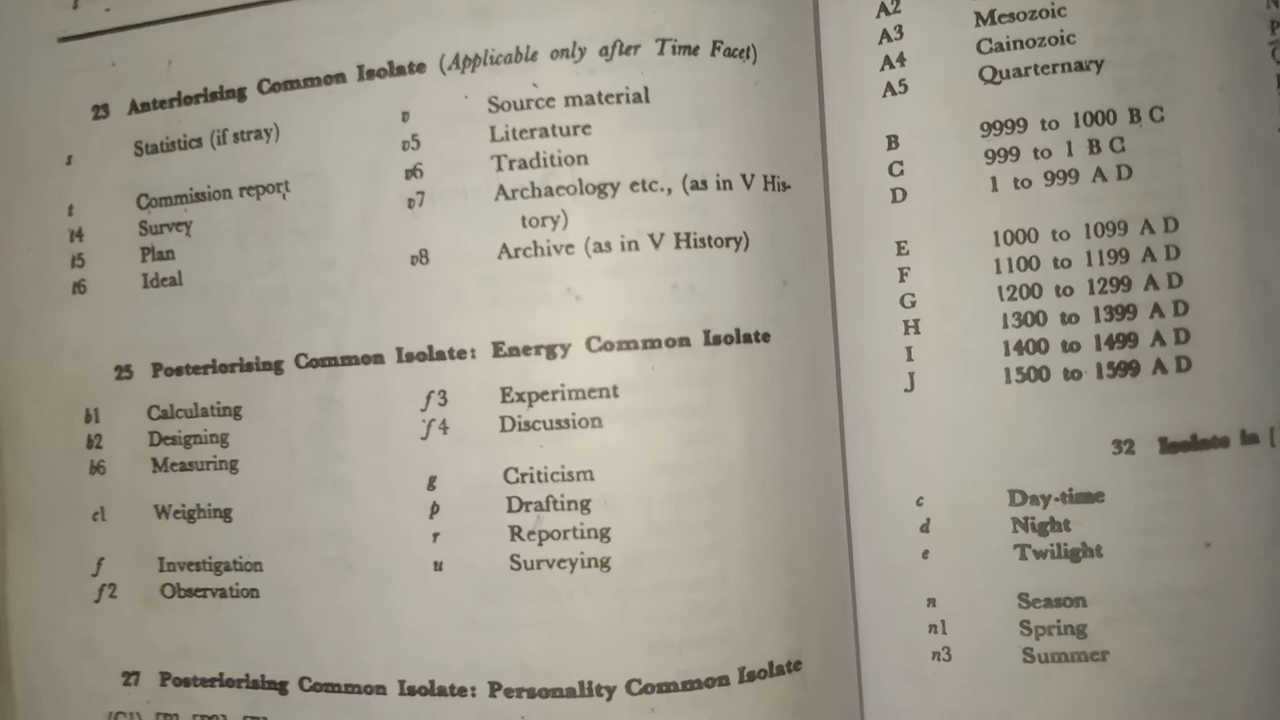 23 Anteriorising Common Isolate (Applicable only after Time Facet)
s Statistics (if stray)
t Commission report
t4 Survey
t5 Plan
t6 Ideal
v Source material
v5 Literature
v6 Tradition
v7 Archaeology etc., (as in V His-
tory)
v8 Archive (as in V History)
25 Posteriorising Common Isolate: Energy Common Isolate
b1 Calculating
b2 Designing
b6 Measuring
c1 Weighing
f Investigation
f2 Observation
f3 Experiment
f4 Discussion
g Criticism
p Drafting
r Reporting
u Surveying
27 Posteriorising Common Isolate: Personality Common Isolate
A2 Mesozoic
A3 Cainozoic
A4 Quarternary
A5
B 9999 to 1000 B C
C 999 to 1 B C
D 1 to 999 A D
E 1000 to 1099 A D
F 1100 to 1199 A D
G 1200 to 1299 A D
H 1300 to 1399 A D
I 1400 to 1499 A D
J 1500 to 1599 A D
32 Isolate in [
c Day-time
d Night
e Twilight
n Season
n1 Spring
n3 Summer